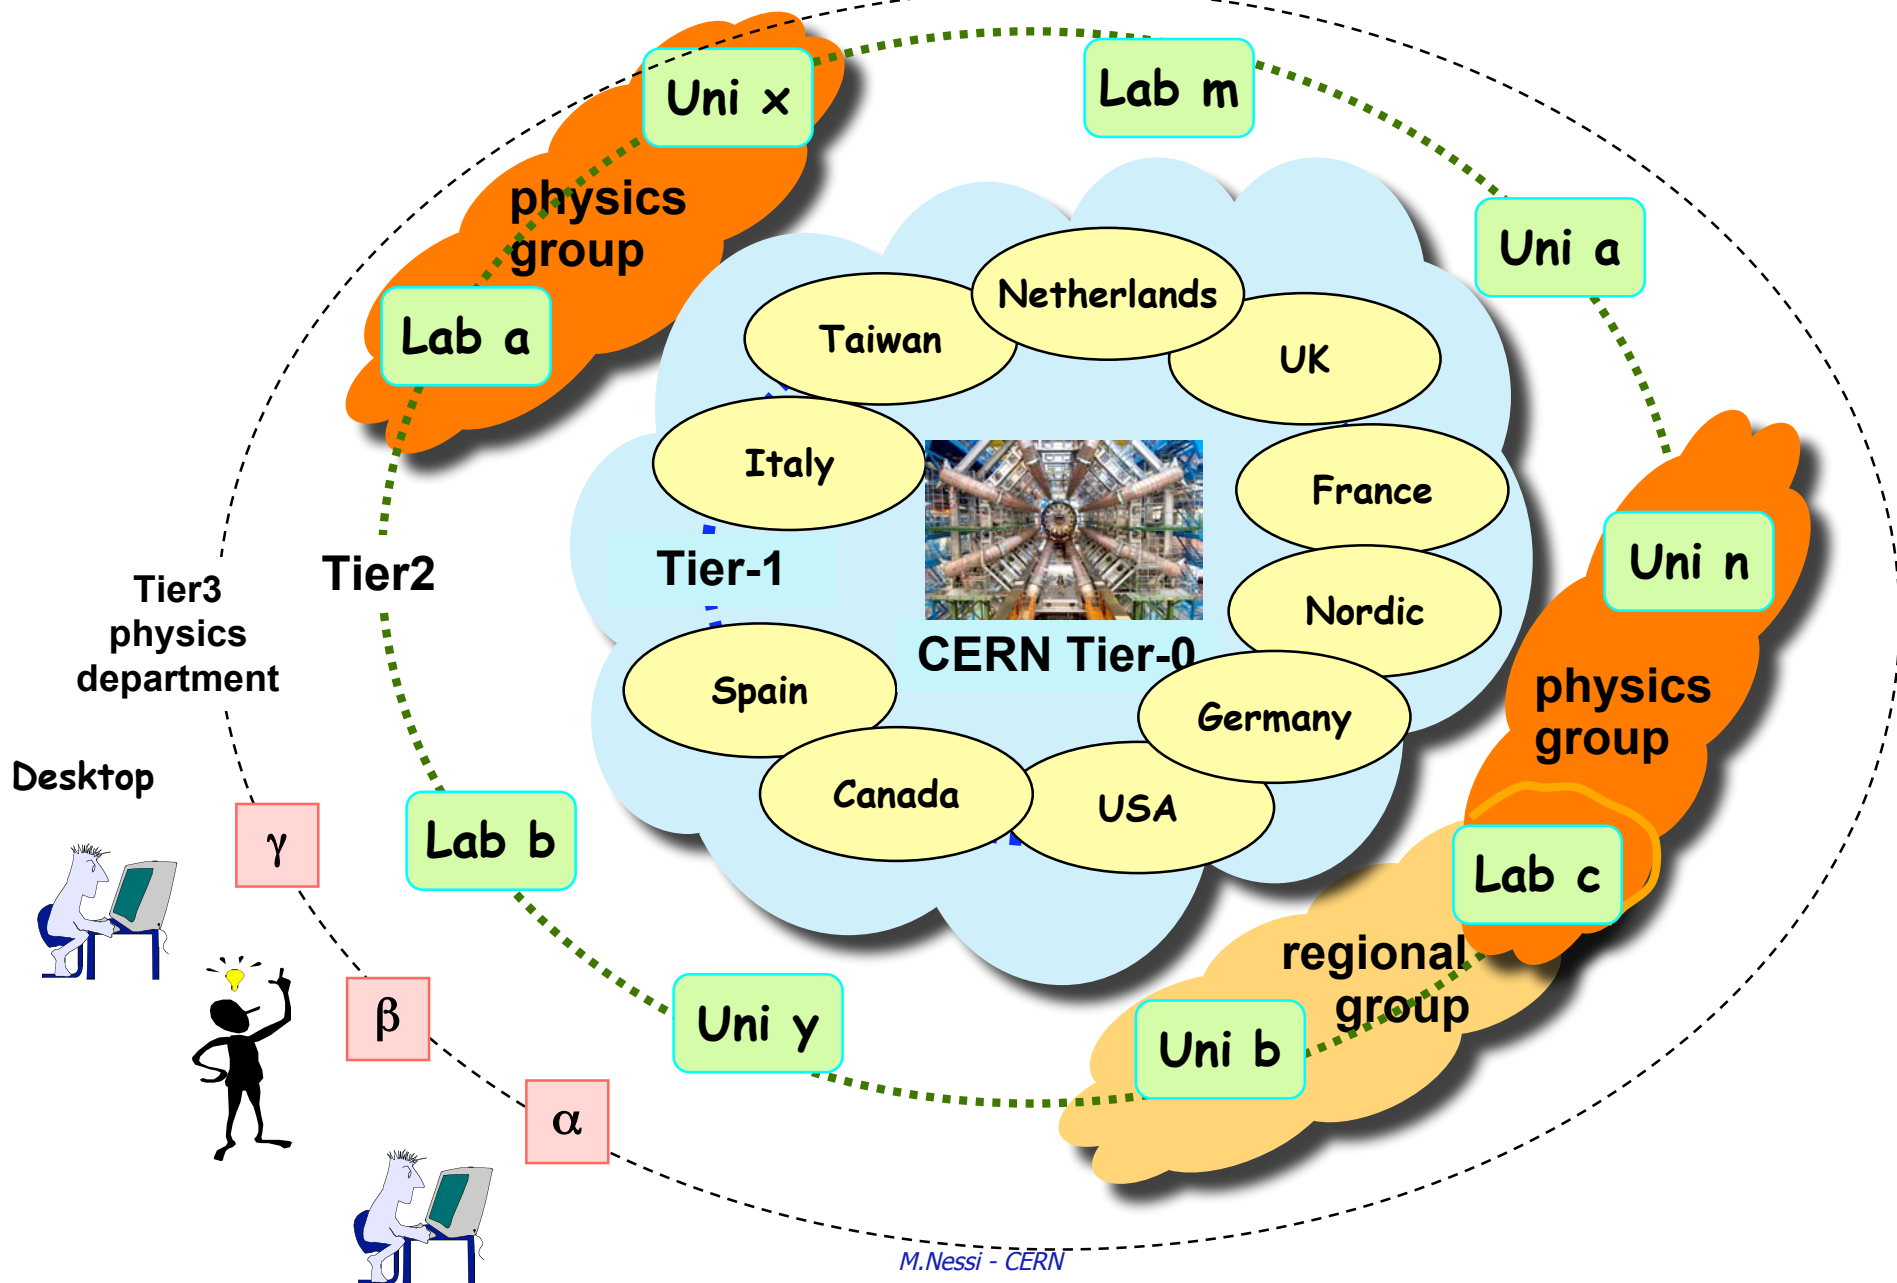 Uni x
Lab m
physics
group
Uni a
Lab a
Netherlands
Taiwan
UK
Italy
France
Uni n
Tier-1
Tier2
Tier3
physics
department
Nordic
CERN Tier-0
Spain
Germany
physics
group
Desktop
Canada
USA
γ
Lab b
Lab c
regional
group
β
Uni y
Uni b
α
M.Nessi - CERN